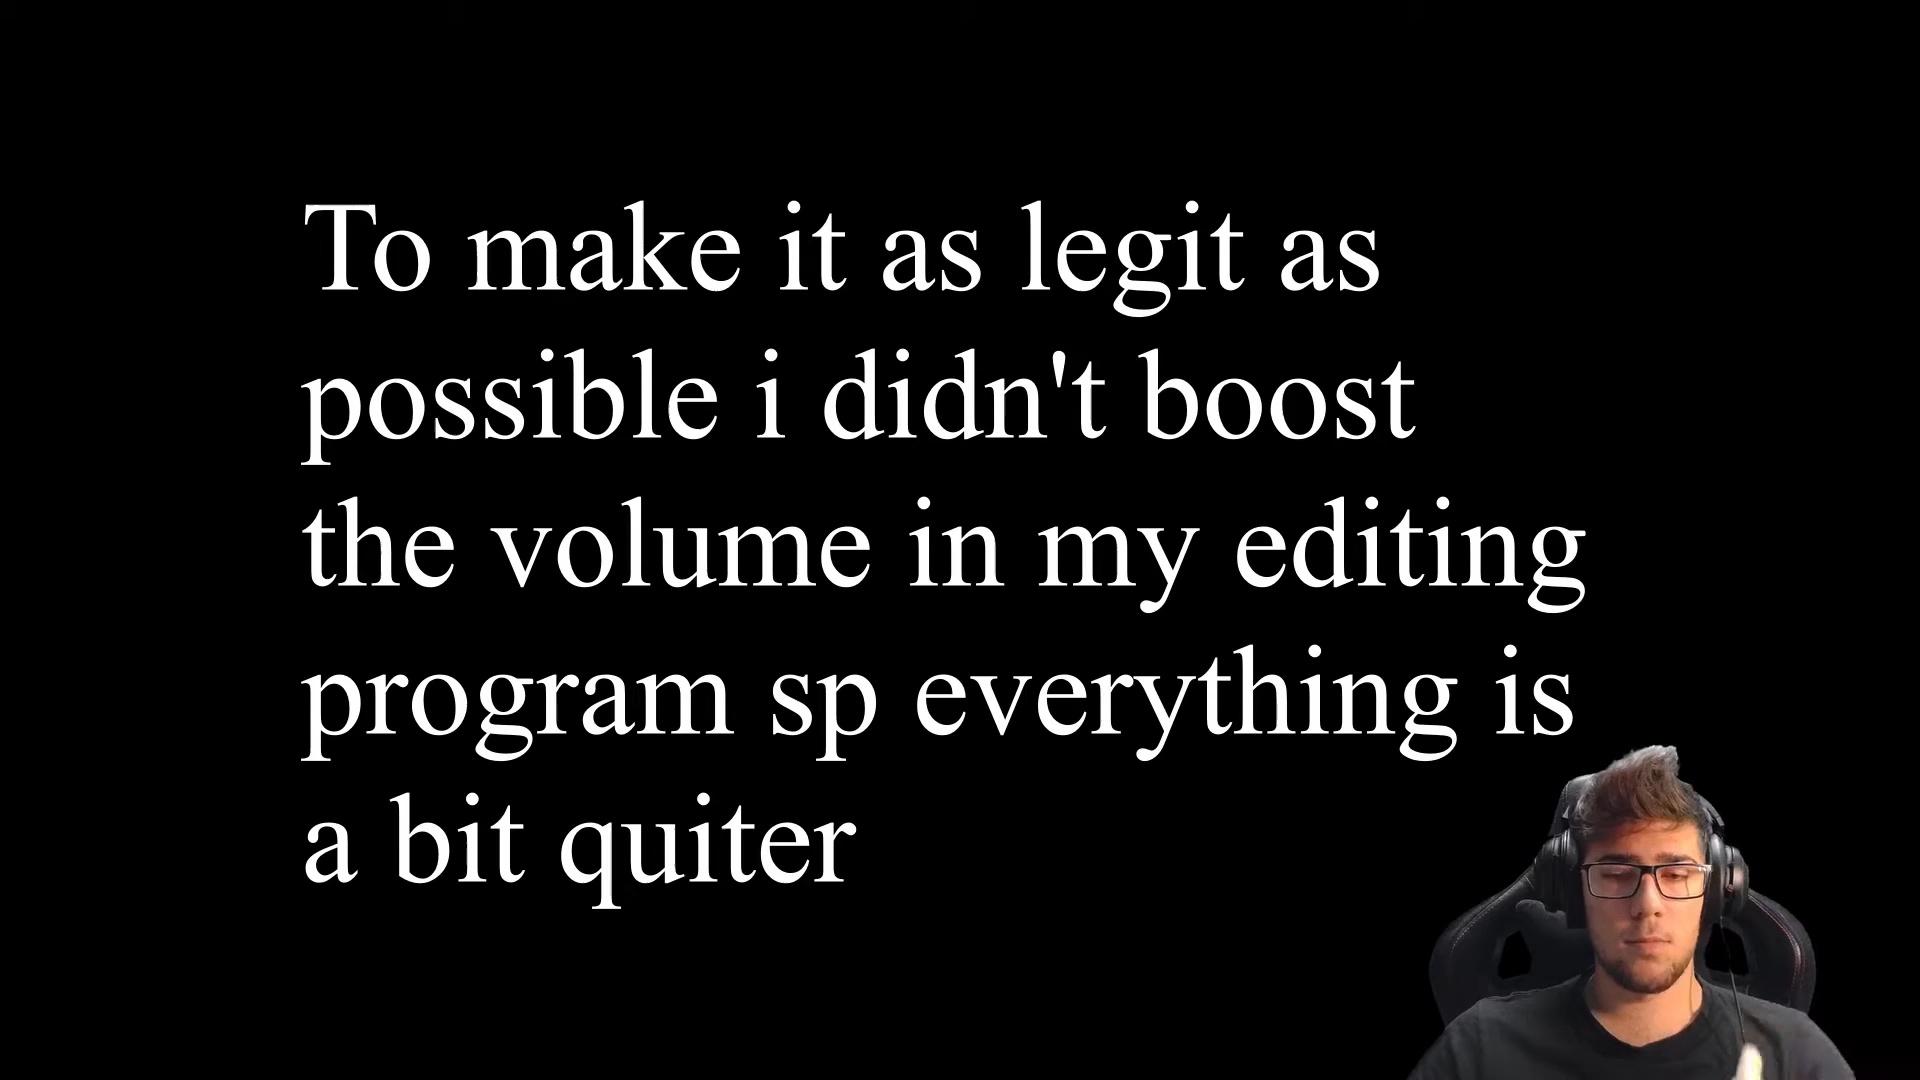 To make it as legit as
possible i didn't boost
the volume in my editing
program sp everything is
a bit quiter